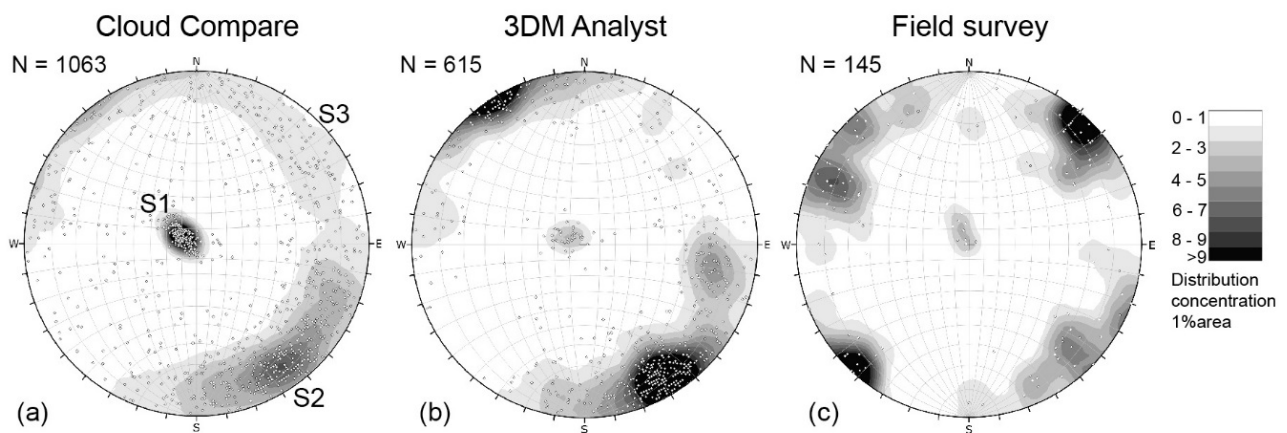 Cloud Compare
3DM Analyst
Field survey
N = 1063
N = 615
N = 145
N
N
N
S3
S1
W
E
W
E
W
E
S2
(a)
(b)
(c)
S
S
S
0 - 1
2 - 3
4 - 5
6 - 7
8 - 9
>9
Distribution
concentration
1%area